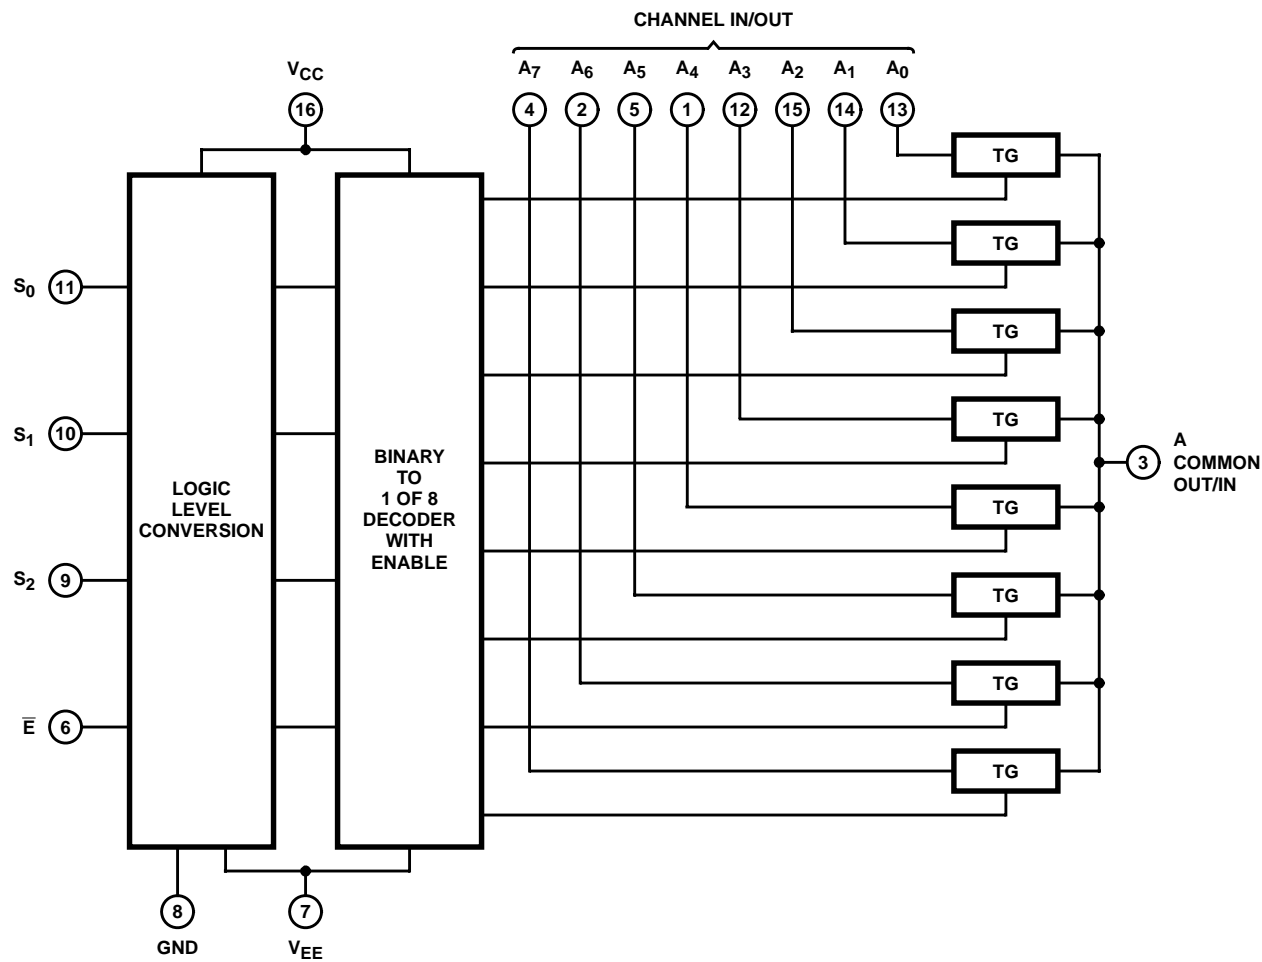 CHANNEL IN/OUT
VCC
A7 A6 A5 A4 A3 A2 A1 A0
16
4 2 5 1 12 15 14 13
TG
TG
S0 11
TG
TG
S1 10
A
COMMON
OUT/IN
3
LOGIC
LEVEL
CONVERSION
BINARY
TO
1 OF 8
DECODER
WITH
ENABLE
TG
S2 9
TG
TG
E̅ 6
TG
8
GND
7
VEE